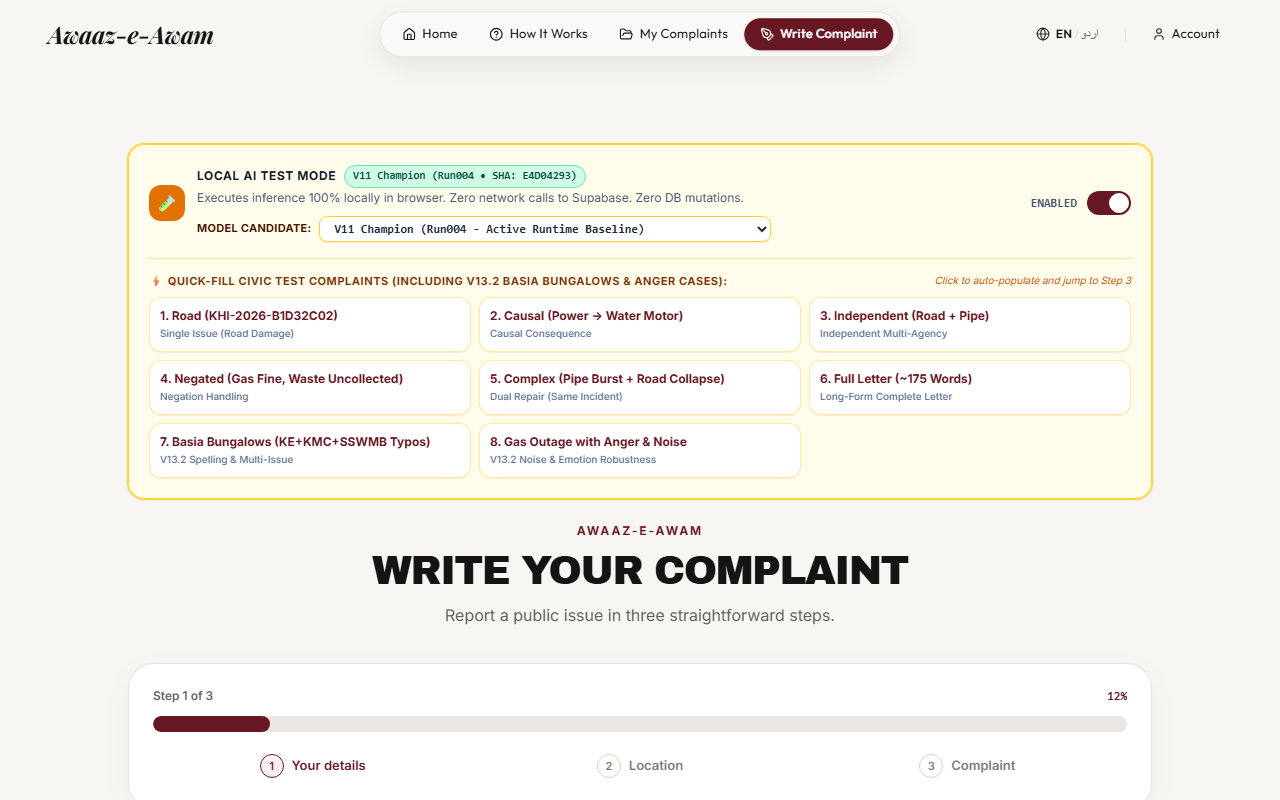 Awaaz-e-Awam
Home
How It Works
My Complaints
Write Complaint
EN / اردو
Account
LOCAL AI TEST MODE
V11 Champion (Run004 • SHA: E4D04293)
Executes inference 100% locally in browser. Zero network calls to Supabase. Zero DB mutations.
MODEL CANDIDATE:
V11 Champion (Run004 - Active Runtime Baseline)
ENABLED
QUICK-FILL CIVIC TEST COMPLAINTS (INCLUDING V13.2 BASIA BUNGALOWS & ANGER CASES):
Click to auto-populate and jump to Step 3
1. Road (KHI-2026-B1D32C02)
Single Issue (Road Damage)
2. Causal (Power → Water Motor)
Causal Consequence
3. Independent (Road + Pipe)
Independent Multi-Agency
4. Negated (Gas Fine, Waste Uncollected)
Negation Handling
5. Complex (Pipe Burst + Road Collapse)
Dual Repair (Same Incident)
6. Full Letter (~175 Words)
Long-Form Complete Letter
7. Basia Bungalows (KE+KMC+SSWMB Typos)
V13.2 Spelling & Multi-Issue
8. Gas Outage with Anger & Noise
V13.2 Noise & Emotion Robustness
AWAAZ-E-AWAM
WRITE YOUR COMPLAINT
Report a public issue in three straightforward steps.
Step 1 of 3
12%
1 Your details
2 Location
3 Complaint